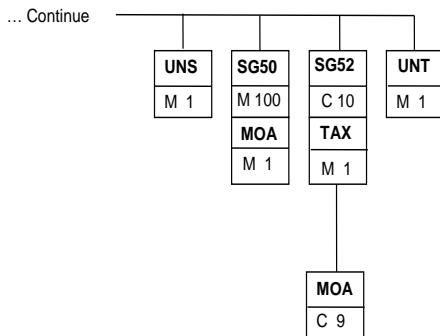 ... Continue
UNS SG50 SG52 UNT
M 1 M 100 C 10 M 1
MOA TAX
M 1 M 1
MOA
C 9